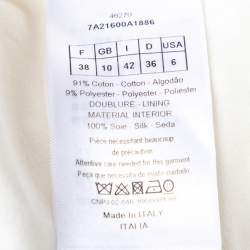 46270
7A21600A1886
F GB I D USA
38 10 42 36 6
91% Coton - Cotton - Algodão
9% Polyester - Polyester - Poliester
DOUBLURE - LINING
MATERIAL INTERIOR
100% Soie - Silk - Seda
Pièce nécessitant beaucoup
de précaution
Attentive care needed for this garment
Peça que necessita de muito cuidado
Made in ITALY
ITALIA